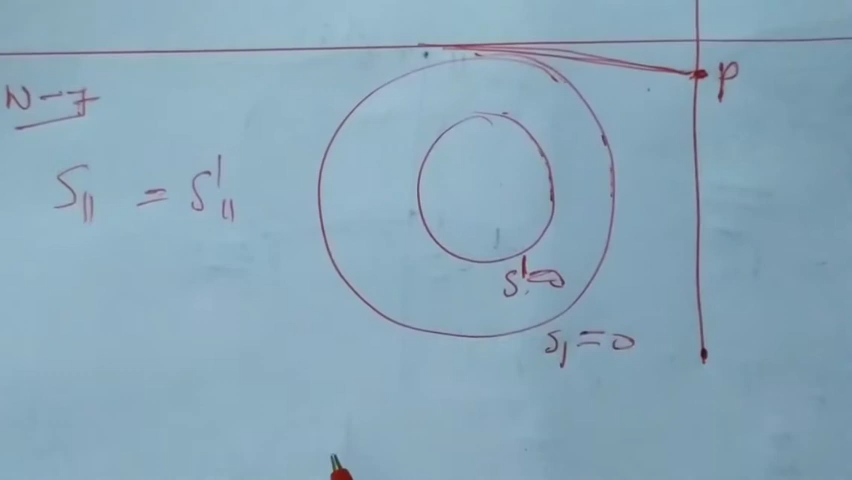 P
N-7
S₁₁ = S'₁₁
S'=0
S₁=0